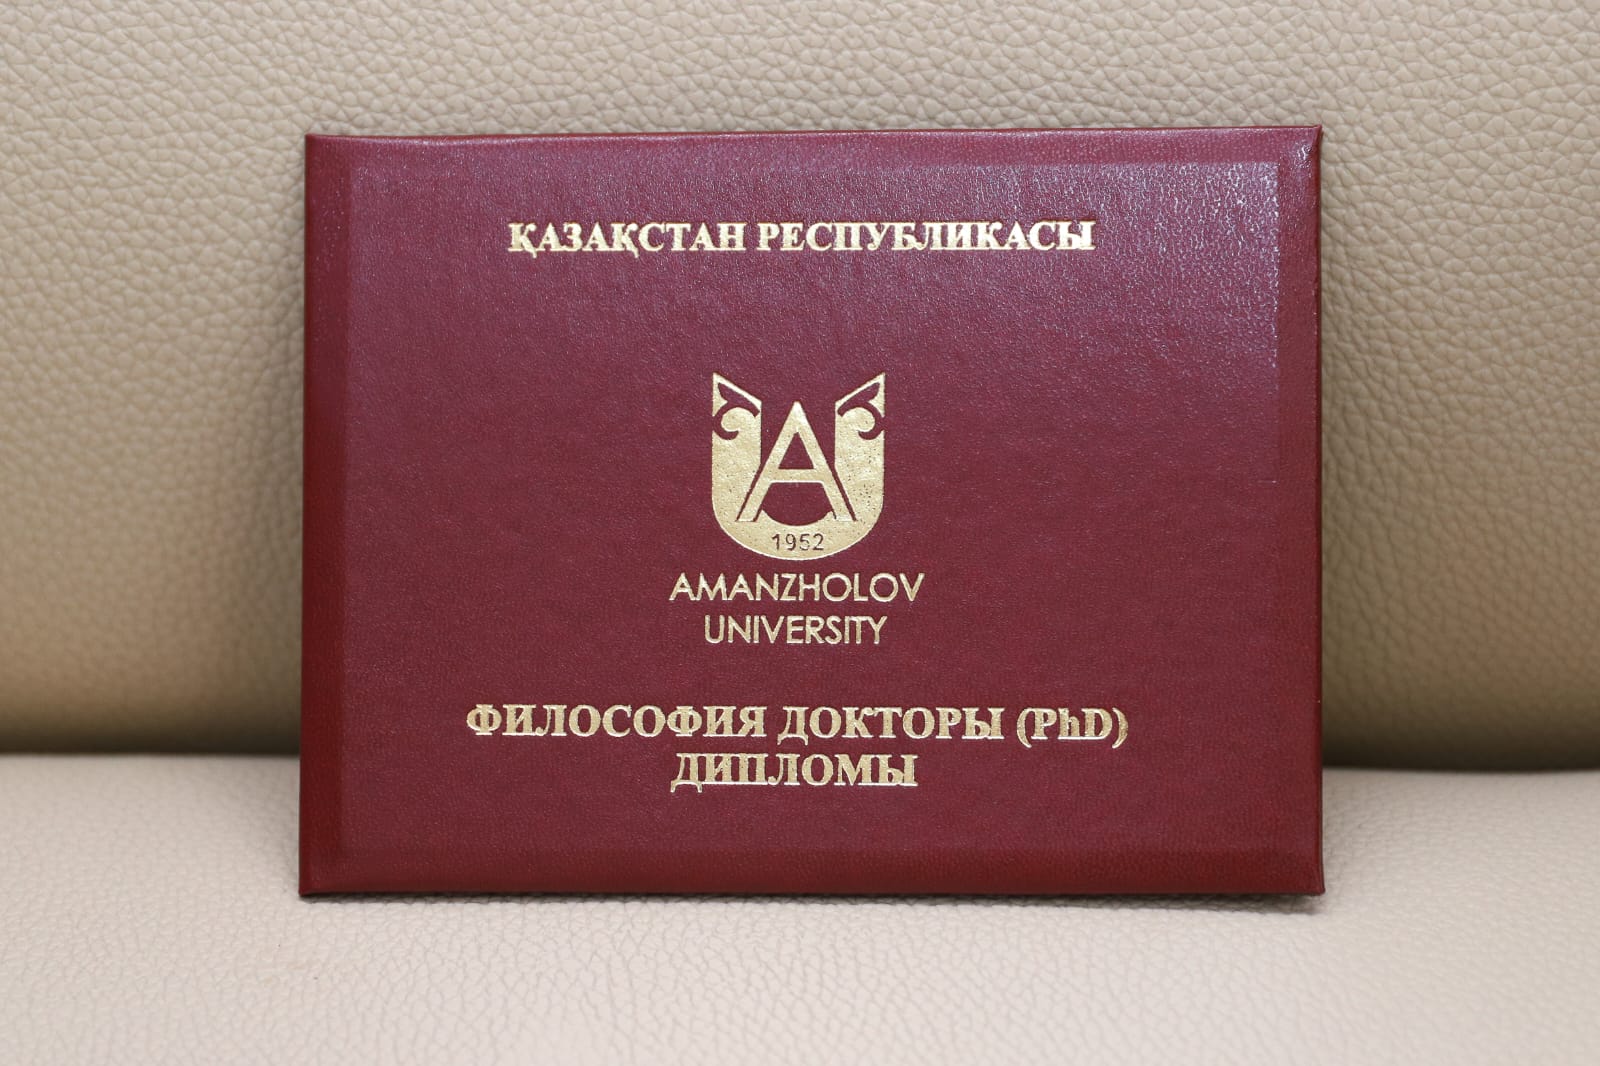 ҚАЗАҚСТАН РЕСПУБЛИКАСЫ
A
1952
AMANZHOLOV
UNIVERSITY
ФИЛОСОФИЯ ДОКТОРЫ (PhD)
ДИПЛОМЫ